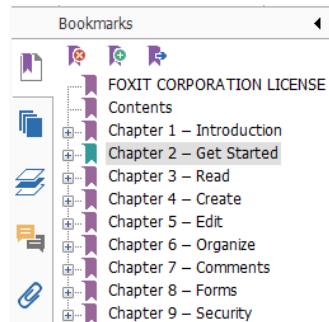 Bookmarks
FOXIT CORPORATION LICENSE
Contents
Chapter 1 – Introduction
Chapter 2 – Get Started
Chapter 3 – Read
Chapter 4 – Create
Chapter 5 – Edit
Chapter 6 – Organize
Chapter 7 – Comments
Chapter 8 – Forms
Chapter 9 – Security